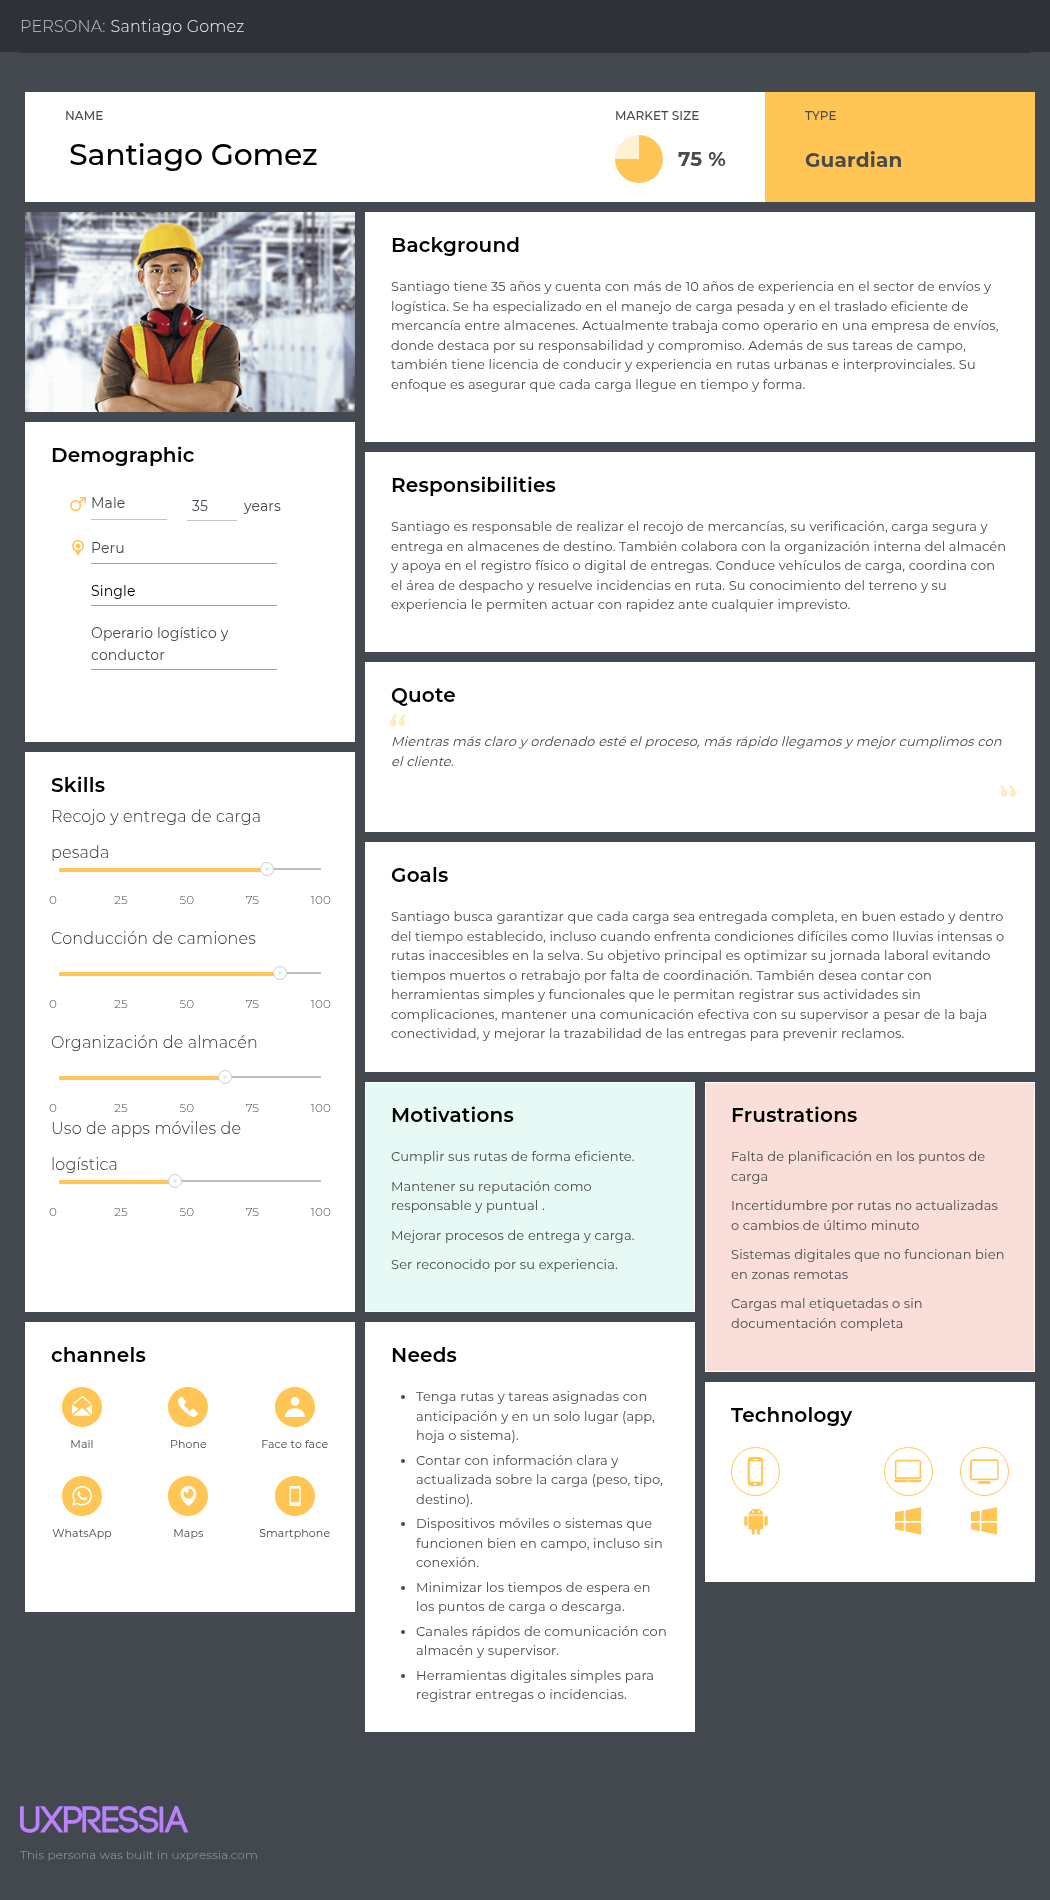 PERSONA: Santiago Gomez
NAME
Santiago Gomez
MARKET SIZE
75 %
TYPE
Guardian
Background
Santiago tiene 35 años y cuenta con más de 10 años de experiencia en el sector de envíos y
logística. Se ha especializado en el manejo de carga pesada y en el traslado eficiente de
mercancía entre almacenes. Actualmente trabaja como operario en una empresa de envíos,
donde destaca por su responsabilidad y compromiso. Además de sus tareas de campo,
también tiene licencia de conducir y experiencia en rutas urbanas e interprovinciales. Su
enfoque es asegurar que cada carga llegue en tiempo y forma.
Demographic
Male
35 years
Peru
Single
Operario logístico y
conductor
Responsibilities
Santiago es responsable de realizar el recojo de mercancías, su verificación, carga segura y
entrega en almacenes de destino. También colabora con la organización interna del almacén
y apoya en el registro físico o digital de entregas. Conduce vehículos de carga, coordina con
el área de despacho y resuelve incidencias en ruta. Su conocimiento del terreno y su
experiencia le permiten actuar con rapidez ante cualquier imprevisto.
Quote
“
Mientras más claro y ordenado esté el proceso, más rápido llegamos y mejor cumplimos con
el cliente.
”
Skills
Recojo y entrega de carga
pesada
0 25 50 75 100
Conducción de camiones
0 25 50 75 100
Organización de almacén
0 25 50 75 100
Uso de apps móviles de
logística
0 25 50 75 100
Goals
Santiago busca garantizar que cada carga sea entregada completa, en buen estado y dentro
del tiempo establecido, incluso cuando enfrenta condiciones difíciles como lluvias intensas o
rutas inaccesibles en la selva. Su objetivo principal es optimizar su jornada laboral evitando
tiempos muertos o retrabajo por falta de coordinación. También desea contar con
herramientas simples y funcionales que le permitan registrar sus actividades sin
complicaciones, mantener una comunicación efectiva con su supervisor a pesar de la baja
conectividad, y mejorar la trazabilidad de las entregas para prevenir reclamos.
Motivations
Cumplir sus rutas de forma eficiente.
Mantener su reputación como
responsable y puntual .
Mejorar procesos de entrega y carga.
Ser reconocido por su experiencia.
Frustrations
Falta de planificación en los puntos de
carga
Incertidumbre por rutas no actualizadas
o cambios de último minuto
Sistemas digitales que no funcionan bien
en zonas remotas
Cargas mal etiquetadas o sin
documentación completa
channels
Mail
Phone
Face to face
WhatsApp
Maps
Smartphone
Needs
• Tenga rutas y tareas asignadas con
anticipación y en un solo lugar (app,
hoja o sistema).
• Contar con información clara y
actualizada sobre la carga (peso, tipo,
destino).
• Dispositivos móviles o sistemas que
funcionen bien en campo, incluso sin
conexión.
• Minimizar los tiempos de espera en
los puntos de carga o descarga.
• Canales rápidos de comunicación con
almacén y supervisor.
• Herramientas digitales simples para
registrar entregas o incidencias.
Technology
UXPRESSIA
This persona was built in uxpressia.com